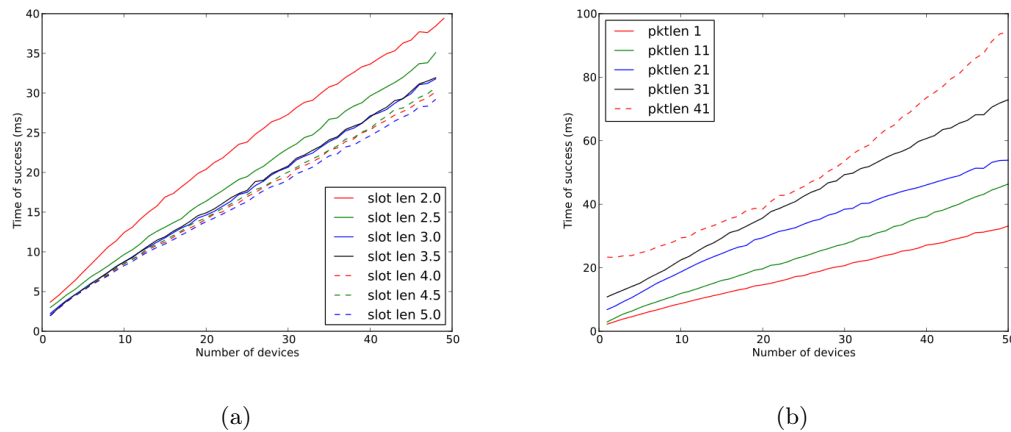 40
35
30
25
20
15
10
5
0
Time of success (ms)
0 10 20 30 40 50
Number of devices
slot len 2.0
slot len 2.5
slot len 3.0
slot len 3.5
slot len 4.0
slot len 4.5
slot len 5.0
(a)
100
80
60
40
20
0
Time of success (ms)
0 10 20 30 40 50
Number of devices
pktlen 1
pktlen 11
pktlen 21
pktlen 31
pktlen 41
(b)